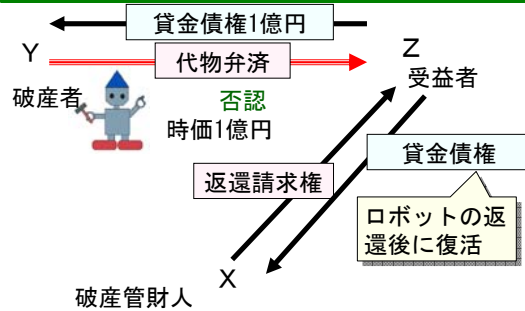 貸金債権1億円
Y
Z
代物弁済
受益者
破産者
否認
時価1億円
貸金債権
返還請求権
ロボットの返
還後に復活
X
破産管財人